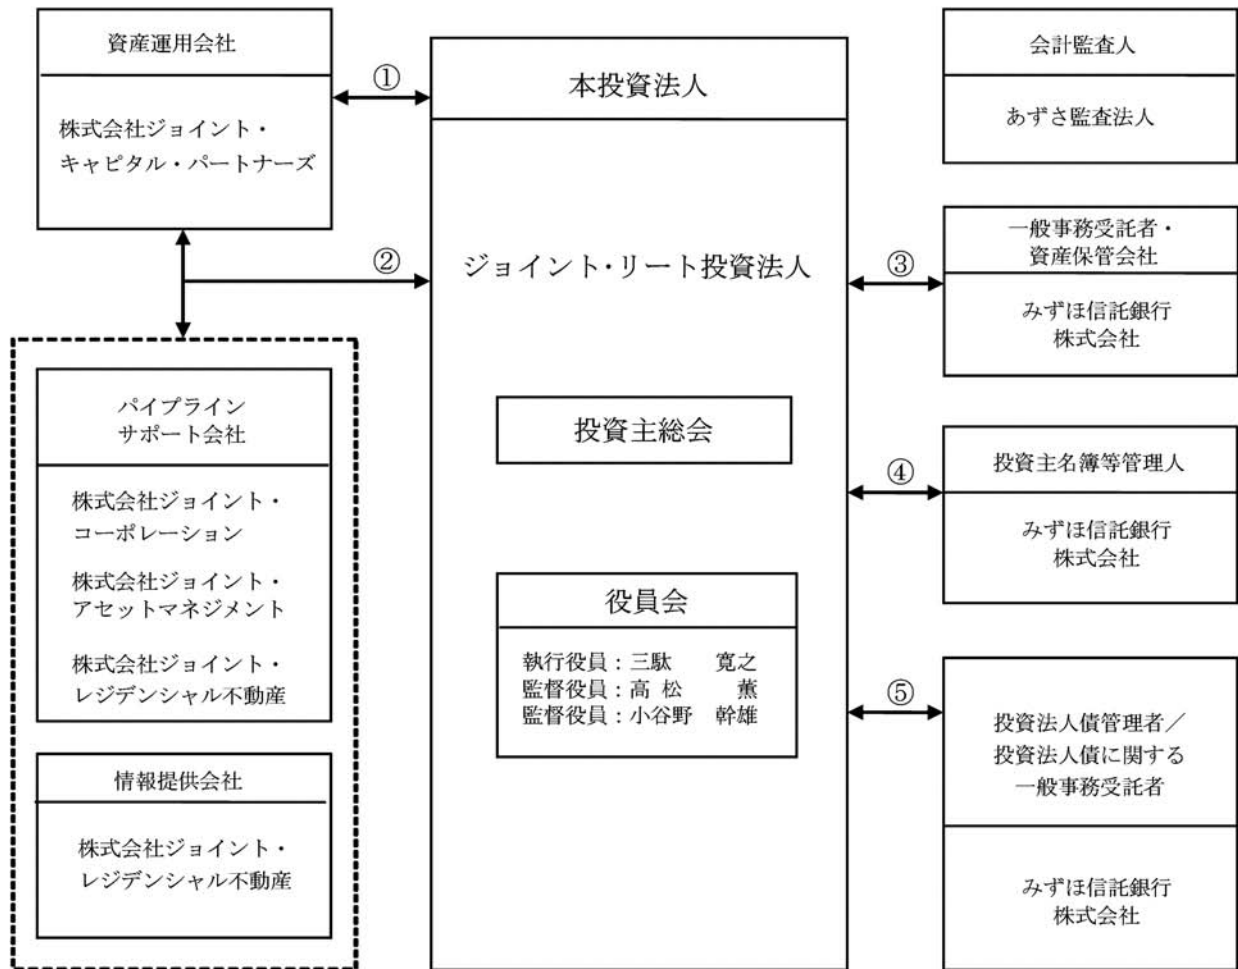 資産運用会社
株式会社ジョイント・
キャピタル・パートナーズ
①
②
パイプライン
サポート会社
株式会社ジョイント・
コーポレーション
株式会社ジョイント・
アセットマネジメント
株式会社ジョイント・
レジデンシャル不動産
情報提供会社
株式会社ジョイント・
レジデンシャル不動産
本投資法人
ジョイント・リート投資法人
投資主総会
役員会
執行役員：三駄　寛之
監督役員：高 松　薫
監督役員：小谷野　幹雄
会計監査人
あずさ監査法人
③
一般事務受託者・
資産保管会社
みずほ信託銀行
株式会社
④
投資主名簿等管理人
みずほ信託銀行
株式会社
⑤
投資法人債管理者／
投資法人債に関する
一般事務受託者
みずほ信託銀行
株式会社